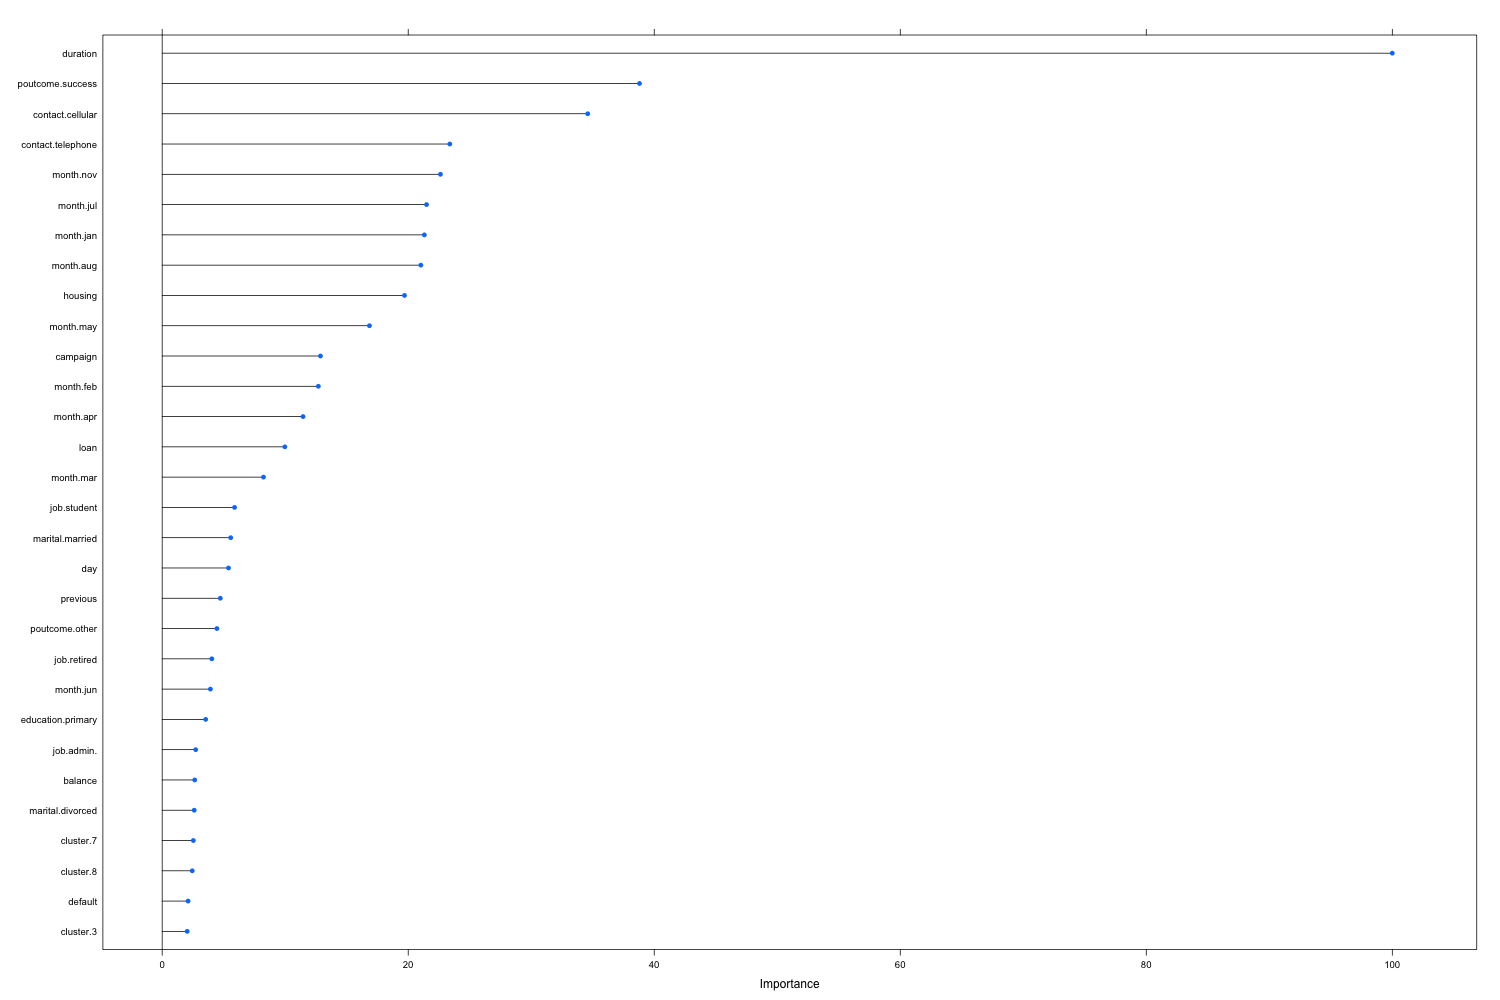 duration
poutcome.success
contact.cellular
contact.telephone
month.nov
month.jul
month.jan
month.aug
housing
month.may
campaign
month.feb
month.apr
loan
month.mar
job.student
marital.married
day
previous
poutcome.other
job.retired
month.jun
education.primary
job.admin.
balance
marital.divorced
cluster.7
cluster.8
default
cluster.3
0 20 40 60 80 100
Importance